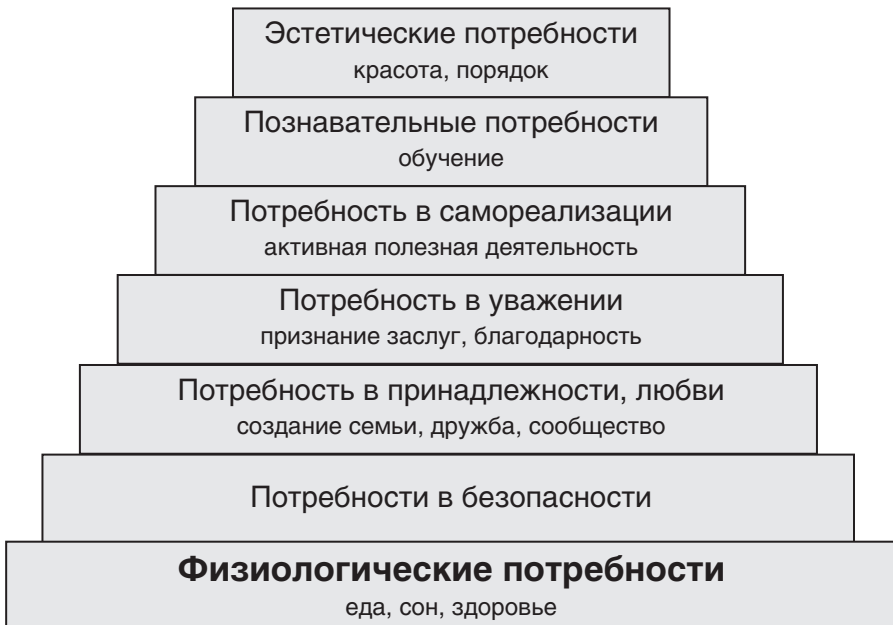 Эстетические потребности
красота, порядок
Познавательные потребности
обучение
Потребность в самореализации
активная полезная деятельность
Потребность в уважении
признание заслуг, благодарность
Потребность в принадлежности, любви
создание семьи, дружба, сообщество
Потребности в безопасности
Физиологические потребности
еда, сон, здоровье